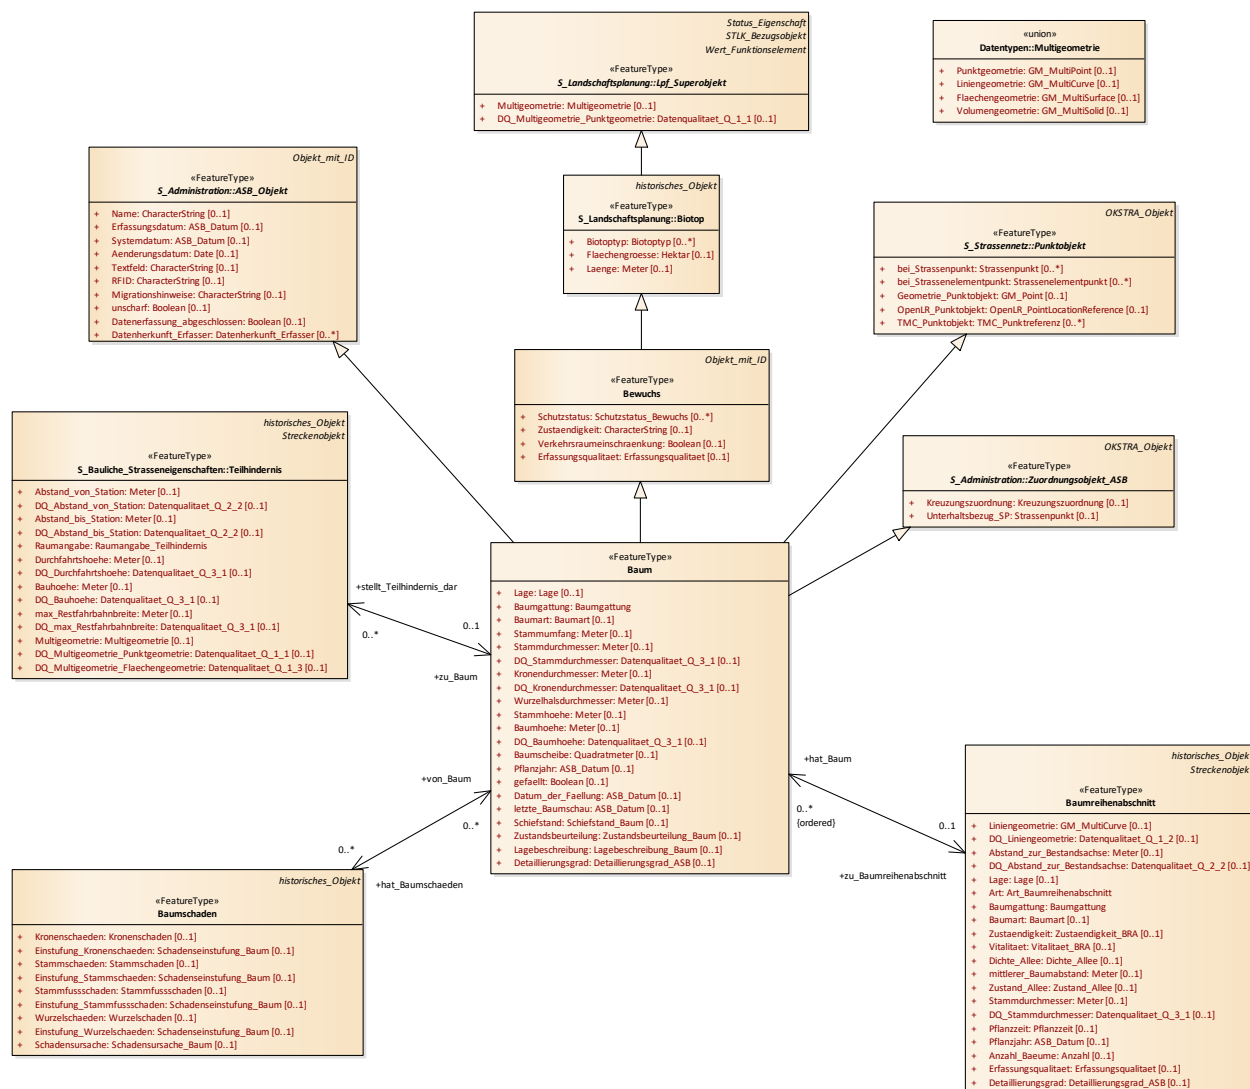 Status_Eigenschaft
STLK_Bezugsobjekt
Wert_Funktionselement
«FeatureType»
S_Landschaftsplanung::Lpf_Superobjekt
+ Multigeometrie: Multigeometrie [0..1]
+ DQ_Multigeometrie_Punktgeometrie: Datenqualitaet_Q_1_1 [0..1]
«union»
Datentypen::Multigeometrie
+ Punktgeometrie: GM_MultiPoint [0..1]
+ Liniengeometrie: GM_MultiCurve [0..1]
+ Flaechengeometrie: GM_MultiSurface [0..1]
+ Volumengeometrie: GM_MultiSolid [0..1]
Objekt_mit_ID
«FeatureType»
S_Administration::ASB_Objekt
+ Name: CharacterString [0..1]
+ Erfassungsdatum: ASB_Datum [0..1]
+ Systemdatum: ASB_Datum [0..1]
+ Aenderungsdatum: Date [0..1]
+ Textfeld: CharacterString [0..1]
+ RFID: CharacterString [0..1]
+ Migrationshinweise: CharacterString [0..1]
+ unscharf: Boolean [0..1]
+ Datenerfassung_abgeschlossen: Boolean [0..1]
+ Datenherkunft_Erfasser: Datenherkunft_Erfasser [0..*]
historisches_Objekt
«FeatureType»
S_Landschaftsplanung::Biotop
+ Biotoptyp: Biotoptyp [0..*]
+ Flaechengroesse: Hektar [0..1]
+ Laenge: Meter [0..1]
OKSTRA_Objekt
«FeatureType»
S_Strassennetz::Punktobjekt
+ bei_Strassenpunkt: Strassenpunkt [0..*]
+ bei_Strassenelementpunkt: Strassenelementpunkt [0..*]
+ Geometrie_Punktobjekt: GM_Point [0..1]
+ OpenLR_Punktobjekt: OpenLR_PointLocationReference [0..1]
+ TMC_Punktobjekt: TMC_Punktreferenz [0..*]
Objekt_mit_ID
«FeatureType»
Bewuchs
+ Schutzstatus: Schutzstatus_Bewuchs [0..*]
+ Zustaendigkeit: CharacterString [0..1]
+ Verkehrsraumeinschraenkung: Boolean [0..1]
+ Erfassungsqualitaet: Erfassungsqualitaet [0..1]
historisches_Objekt
Streckenobjekt
«FeatureType»
S_Bauliche_Strasseneigenschaften::Teilhindernis
+ Abstand_von_Station: Meter [0..1]
+ DQ_Abstand_von_Station: Datenqualitaet_Q_2_2 [0..1]
+ Abstand_bis_Station: Meter [0..1]
+ DQ_Abstand_bis_Station: Datenqualitaet_Q_2_2 [0..1]
+ Raumangabe: Raumangabe_Teilhindernis
+ Durchfahrtshoehe: Meter [0..1]
+ DQ_Durchfahrtshoehe: Datenqualitaet_Q_3_1 [0..1]
+ Bauhoehe: Meter [0..1]
+ DQ_Bauhoehe: Datenqualitaet_Q_3_1 [0..1]
+ max_Restfahrbahnbreite: Meter [0..1]
+ DQ_max_Restfahrbahnbreite: Datenqualitaet_Q_3_1 [0..1]
+ Multigeometrie: Multigeometrie [0..1]
+ DQ_Multigeometrie_Punktgeometrie: Datenqualitaet_Q_1_1 [0..1]
+ DQ_Multigeometrie_Flaechengeometrie: Datenqualitaet_Q_1_3 [0..1]
OKSTRA_Objekt
«FeatureType»
S_Administration::Zuordnungsobjekt_ASB
+ Kreuzungszuordnung: Kreuzungszuordnung [0..1]
+ Unterhaltsbezug_SP: Strassenpunkt [0..1]
«FeatureType»
Baum
+ Lage: Lage [0..1]
+ Baumgattung: Baumgattung
+ Baumart: Baumart [0..1]
+ Stammumfang: Meter [0..1]
+ Stammdurchmesser: Meter [0..1]
+ DQ_Stammdurchmesser: Datenqualitaet_Q_3_1 [0..1]
+ Kronendurchmesser: Meter [0..1]
+ DQ_Kronendurchmesser: Datenqualitaet_Q_3_1 [0..1]
+ Wurzelhalsdurchmesser: Meter [0..1]
+ Stammhoehe: Meter [0..1]
+ Baumhoehe: Meter [0..1]
+ DQ_Baumhoehe: Datenqualitaet_Q_3_1 [0..1]
+ Baumscheibe: Quadratmeter [0..1]
+ Pflanzjahr: ASB_Datum [0..1]
+ gefaellt: Boolean [0..1]
+ Datum_der_Faellung: ASB_Datum [0..1]
+ letzte_Baumschau: ASB_Datum [0..1]
+ Schiefstand: Schiefstand_Baum [0..1]
+ Zustandsbeurteilung: Zustandsbeurteilung_Baum [0..1]
+ Lagebeschreibung: Lagebeschreibung_Baum [0..1]
+ Detaillierungsgrad: Detaillierungsgrad_ASB [0..1]
+stellt_Teilhindernis_dar
0..*
0..1
+zu_Baum
+von_Baum
0..*
0..*
+hat_Baumschaeden
+hat_Baum
0..*
{ordered}
0..1
+zu_Baumreihenabschnitt
historisches_Objekt
«FeatureType»
Baumschaden
+ Kronenschaeden: Kronenschaden [0..1]
+ Einstufung_Kronenschaeden: Schadenseinstufung_Baum [0..1]
+ Stammschaeden: Stammschaden [0..1]
+ Einstufung_Stammschaeden: Schadenseinstufung_Baum [0..1]
+ Stammfussschaden: Stammfussschaden [0..1]
+ Einstufung_Stammfussschaden: Schadenseinstufung_Baum [0..1]
+ Wurzelschaeden: Wurzelschaden [0..1]
+ Einstufung_Wurzelschaeden: Schadenseinstufung_Baum [0..1]
+ Schadensursache: Schadensursache_Baum [0..1]
historisches_Objek
Streckenobjek
«FeatureType»
Baumreihenabschnitt
+ Liniengeometrie: GM_MultiCurve [0..1]
+ DQ_Liniengeometrie: Datenqualitaet_Q_1_2 [0..1]
+ Abstand_zur_Bestandsachse: Meter [0..1]
+ DQ_Abstand_zur_Bestandsachse: Datenqualitaet_Q_2_2 [0..1]
+ Lage: Lage [0..1]
+ Art: Art_Baumreihenabschnitt
+ Baumgattung: Baumgattung
+ Baumart: Baumart [0..1]
+ Zustaendigkeit: Zustaendigkeit_BRA [0..1]
+ Vitalitaet: Vitalitaet_BRA [0..1]
+ Dichte_Allee: Dichte_Allee [0..1]
+ mittlerer_Baumabstand: Meter [0..1]
+ Zustand_Allee: Zustand_Allee [0..1]
+ Stammdurchmesser: Meter [0..1]
+ DQ_Stammdurchmesser: Datenqualitaet_Q_3_1 [0..1]
+ Pflanzzeit: Pflanzzeit [0..1]
+ Pflanzjahr: ASB_Datum [0..1]
+ Anzahl_Baeume: Anzahl [0..1]
+ Erfassungsqualitaet: Erfassungsqualitaet [0..1]
+ Detaillierungsgrad: Detaillierungsgrad_ASB [0..1]